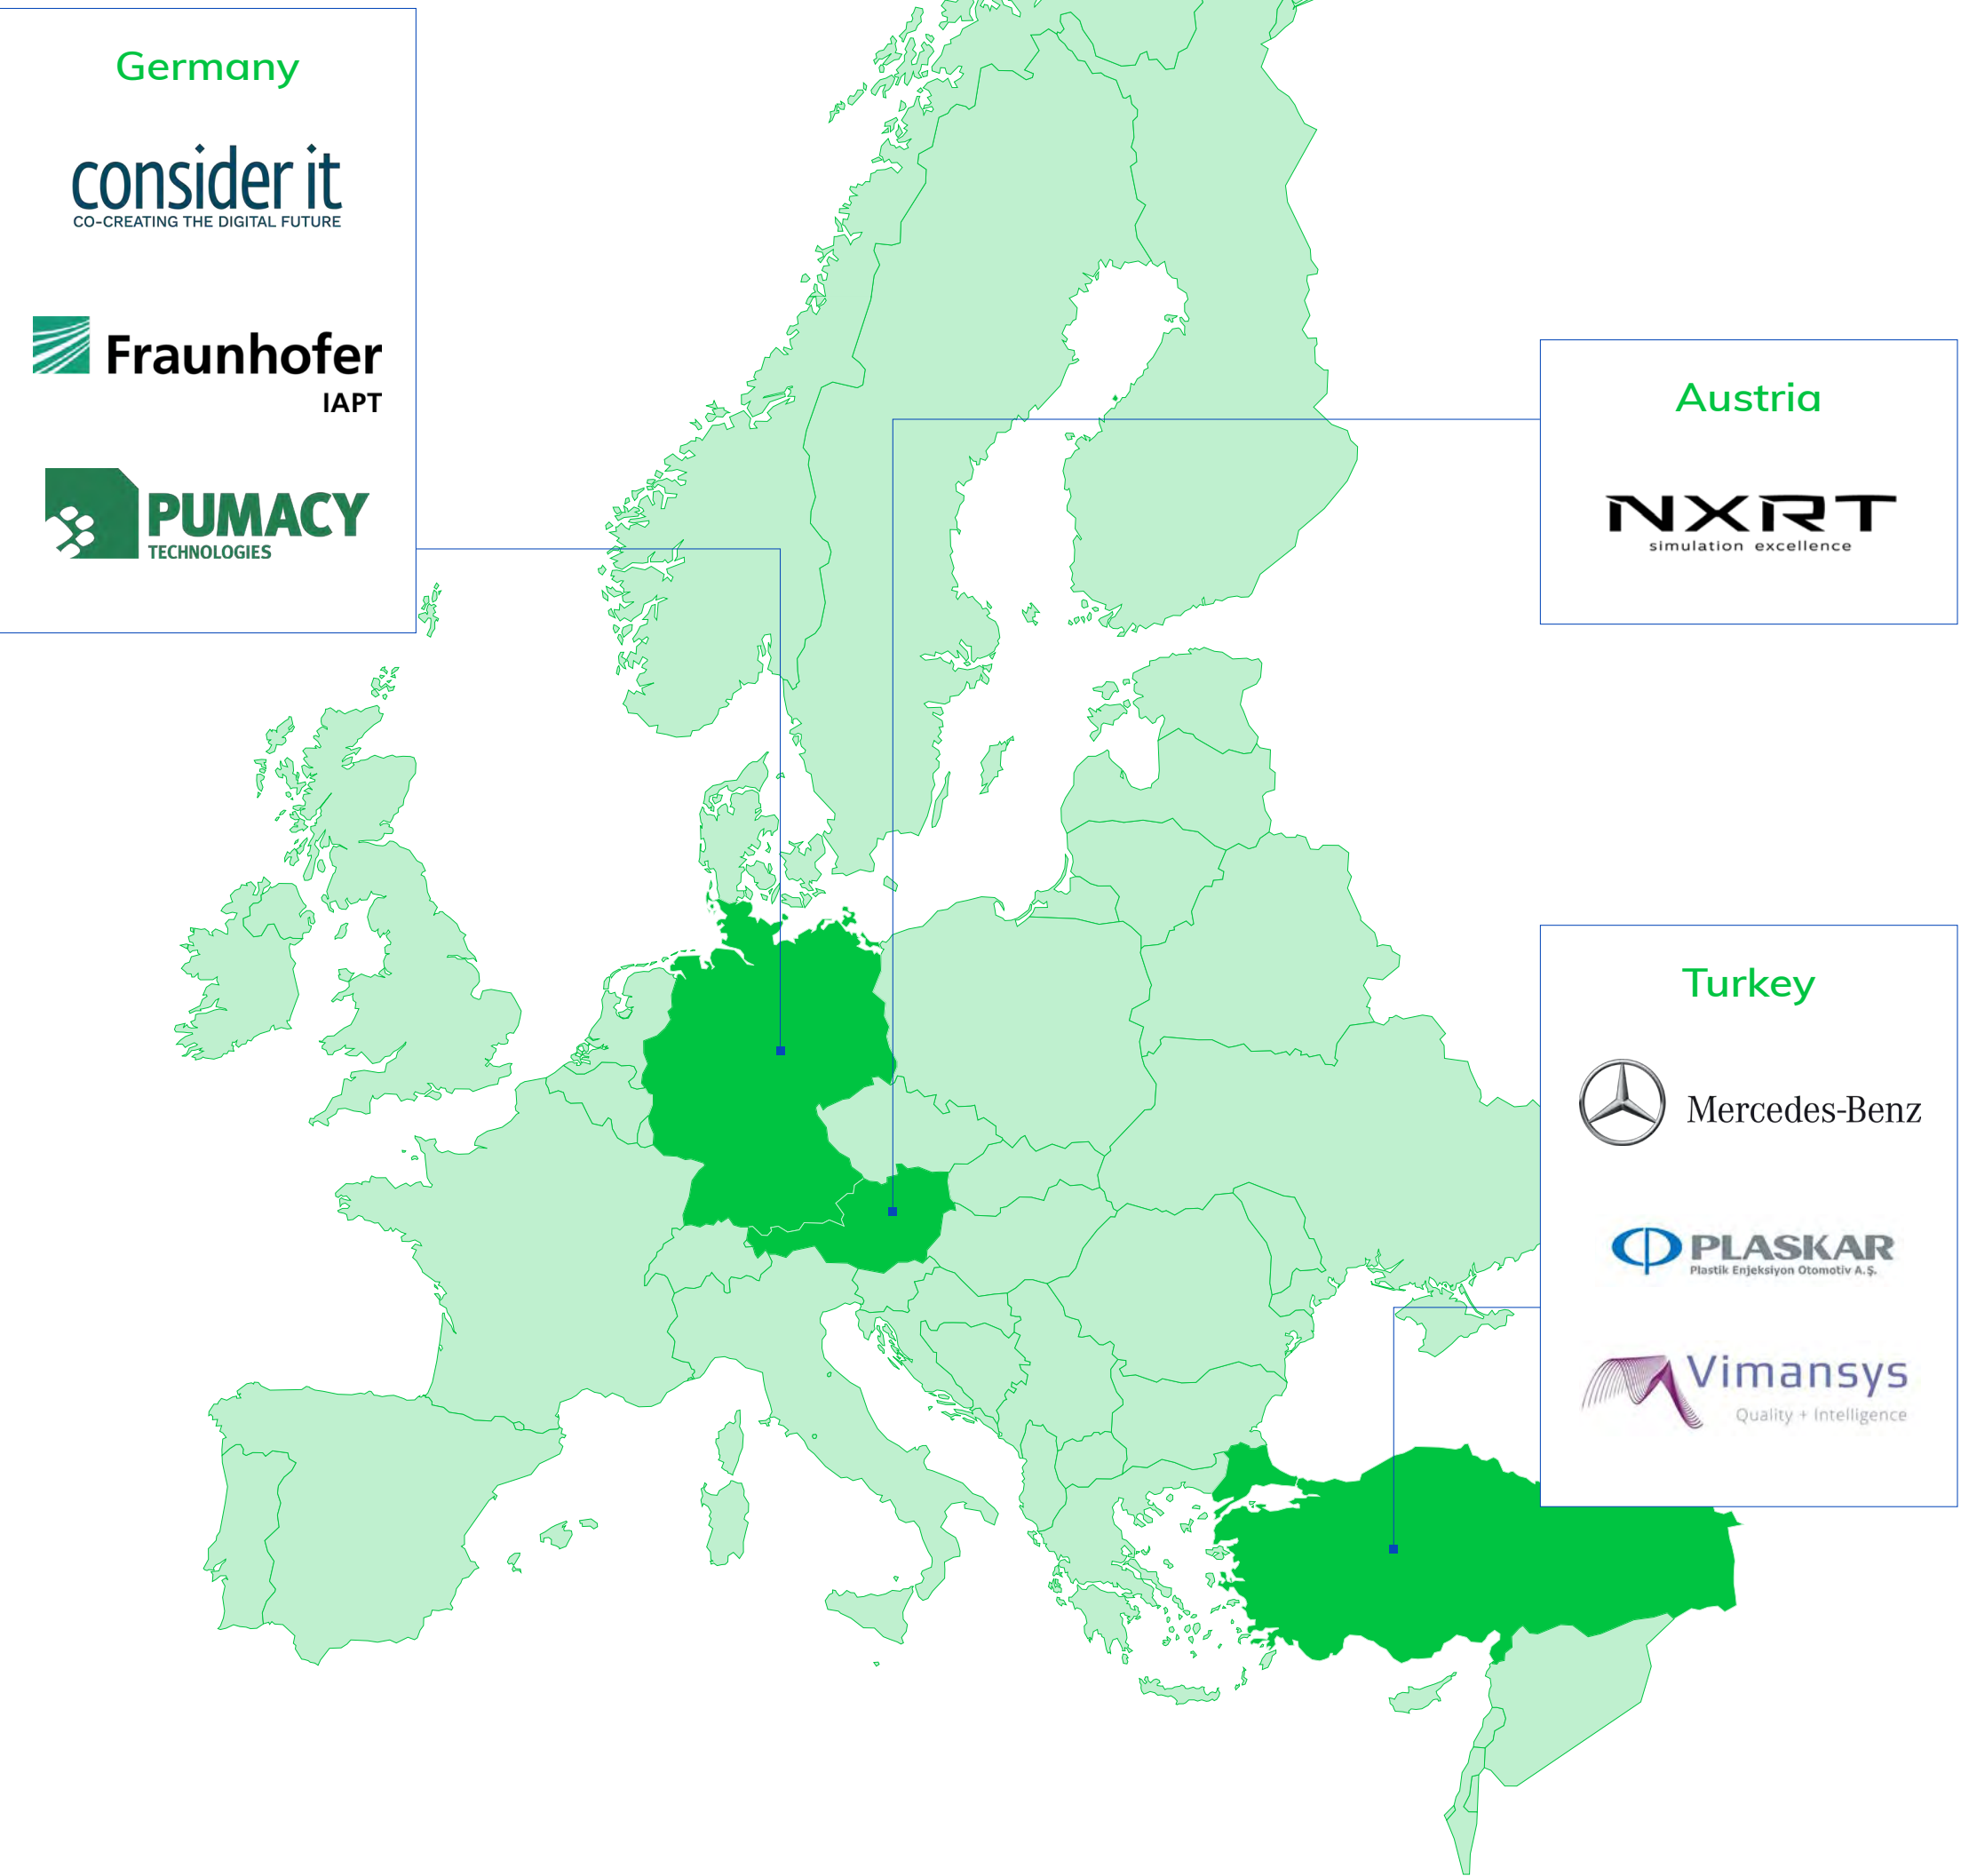 Germany
consider it
CO-CREATING THE DIGITAL FUTURE
Fraunhofer
IAPT
PUMACY
TECHNOLOGIES
Austria
NXRT
simulation excellence
Turkey
Mercedes-Benz
PLASKAR
Plastik Enjeksiyon Otomotiv A.Ş.
Vimansys
Quality + Intelligence